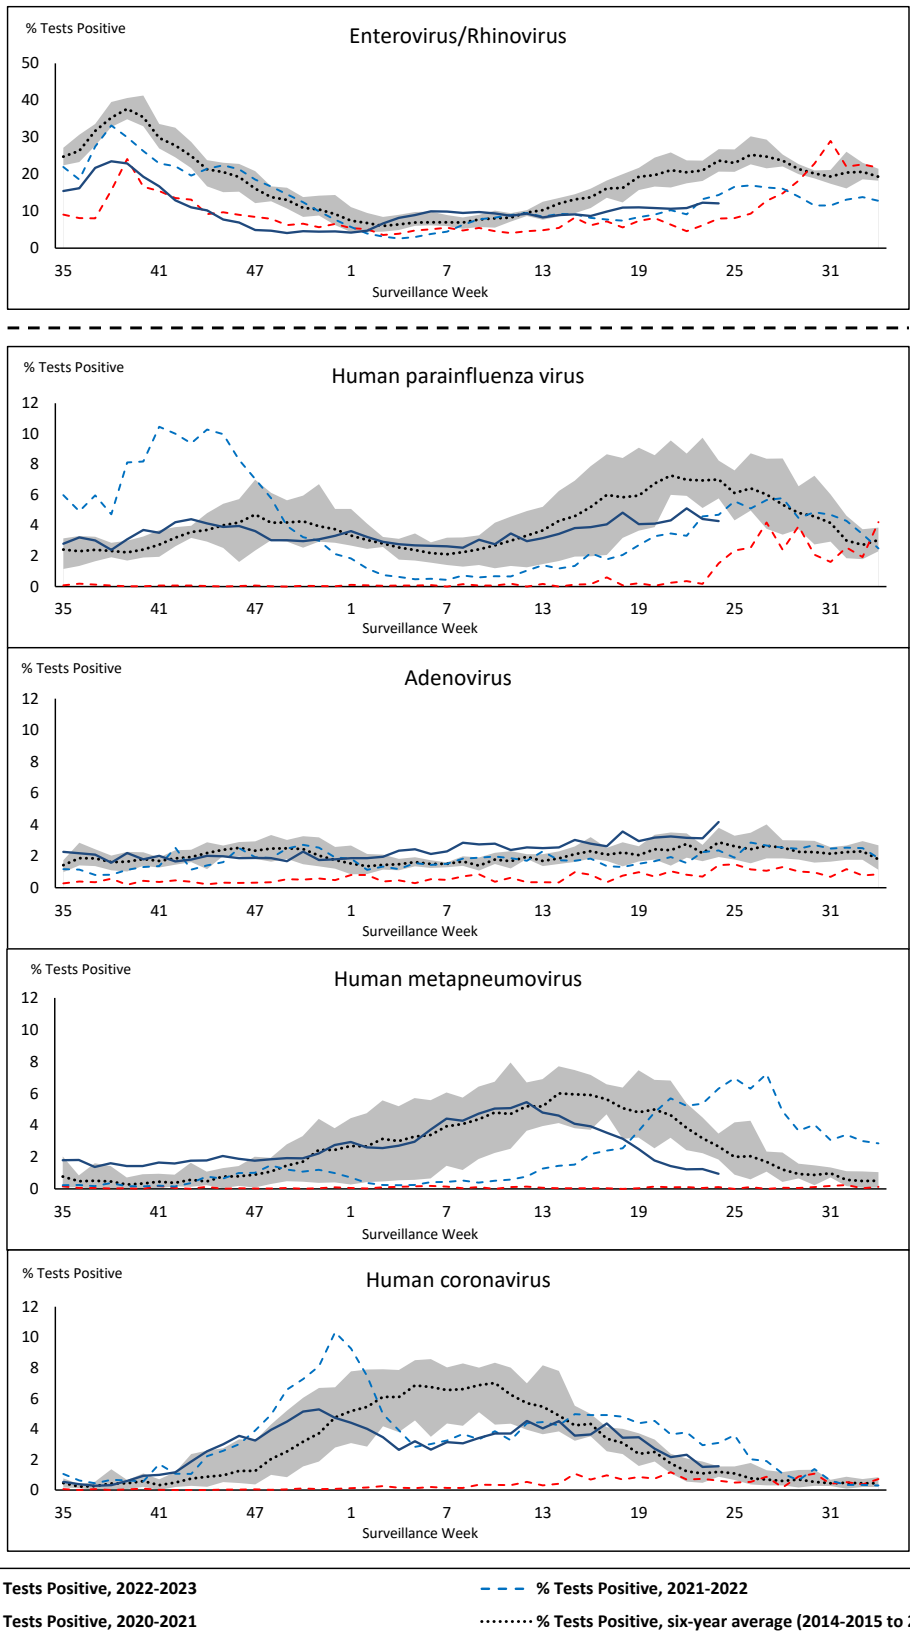 % Tests Positive
Enterovirus/Rhinovirus
50
40
30
20
10
0
35 41 47 1 7 13 19 25 31
Surveillance Week
% Tests Positive
Human parainfluenza virus
12
10
8
6
4
2
0
35 41 47 1 7 13 19 25 31
Surveillance Week
% Tests Positive
Adenovirus
12
10
8
6
4
2
0
35 41 47 1 7 13 19 25 31
Surveillance Week
% Tests Positive
Human metapneumovirus
12
10
8
6
4
2
0
35 41 47 1 7 13 19 25 31
Surveillance Week
% Tests Positive
Human coronavirus
12
10
8
6
4
2
0
35 41 47 1 7 13 19 25 31
Surveillance Week
Tests Positive, 2022-2023 % Tests Positive, 2021-2022
Tests Positive, 2020-2021 % Tests Positive, six-year average (2014-2015 to